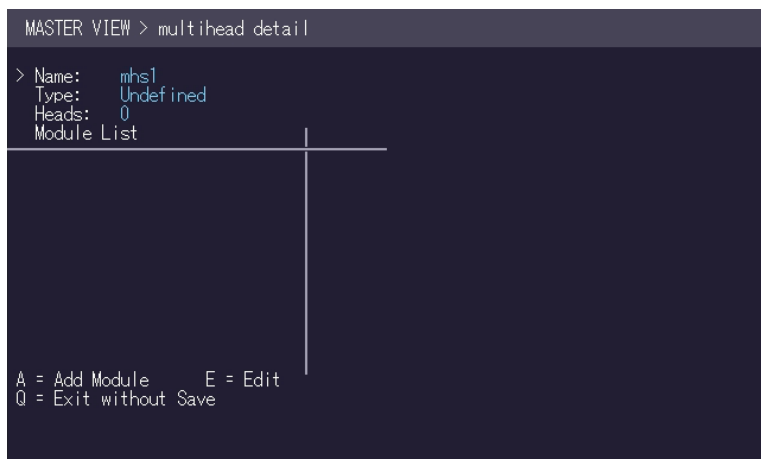 MASTER VIEW > multihead detail
> Name: mhs1
Type: Undefined
Heads: 0
Module List
A = Add Module E = Edit
Q = Exit without Save